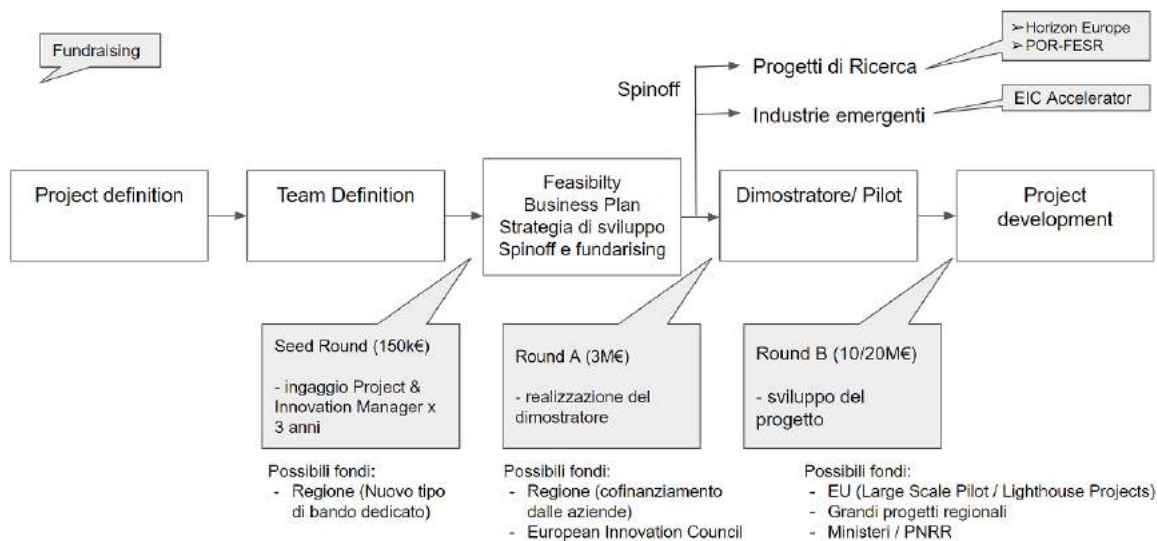 Fundraising
➢Horizon Europe
➢POR-FESR
Spinoff
Progetti di Ricerca
Industrie emergenti
EIC Accelerator
Project definition
Team Definition
Feasibilty
Business Plan
Strategia di sviluppo
Spinoff e fundarising
Dimostratore/ Pilot
Project
development
Seed Round (150k€)
- ingaggio Project &
Innovation Manager x
3 anni
Round A (3M€)
- realizzazione del
dimostratore
Round B (10/20M€)
- sviluppo del
progetto
Possibili fondi:
- Regione (Nuovo tipo
di bando dedicato)
Possibili fondi:
- Regione (cofinanziamento
dalle aziende)
- European Innovation Council
Possibili fondi:
- EU (Large Scale Pilot / Lighthouse Projects)
- Grandi progetti regionali
- Ministeri / PNRR